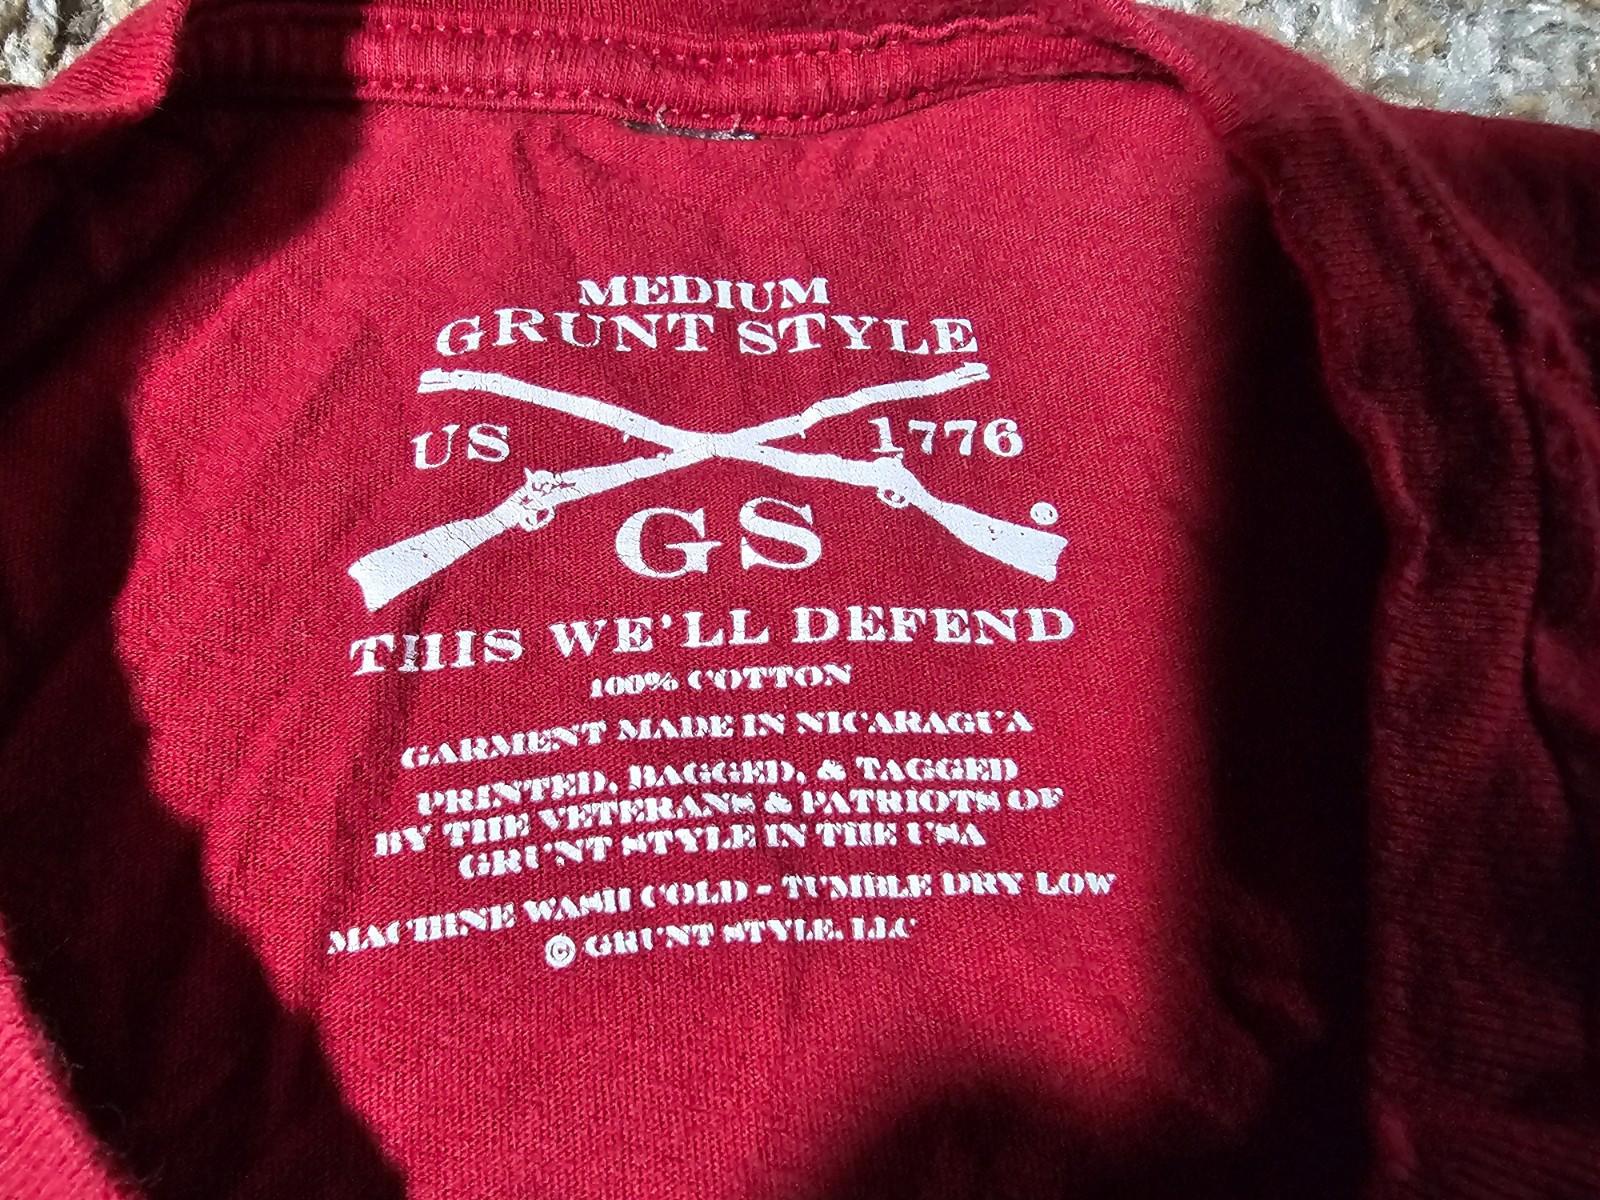 MEDIUM
GRUNT STYLE
US 1776
GS ®
THIS WE'LL DEFEND
100% COTTON
GARMENT MADE IN NICARAGUA
PRINTED, BAGGED, & TAGGED
BY THE VETERANS & PATRIOTS OF
GRUNT STYLE IN THE USA
MACHINE WASH COLD - TUMBLE DRY LOW
© GRUNT STYLE, LLC